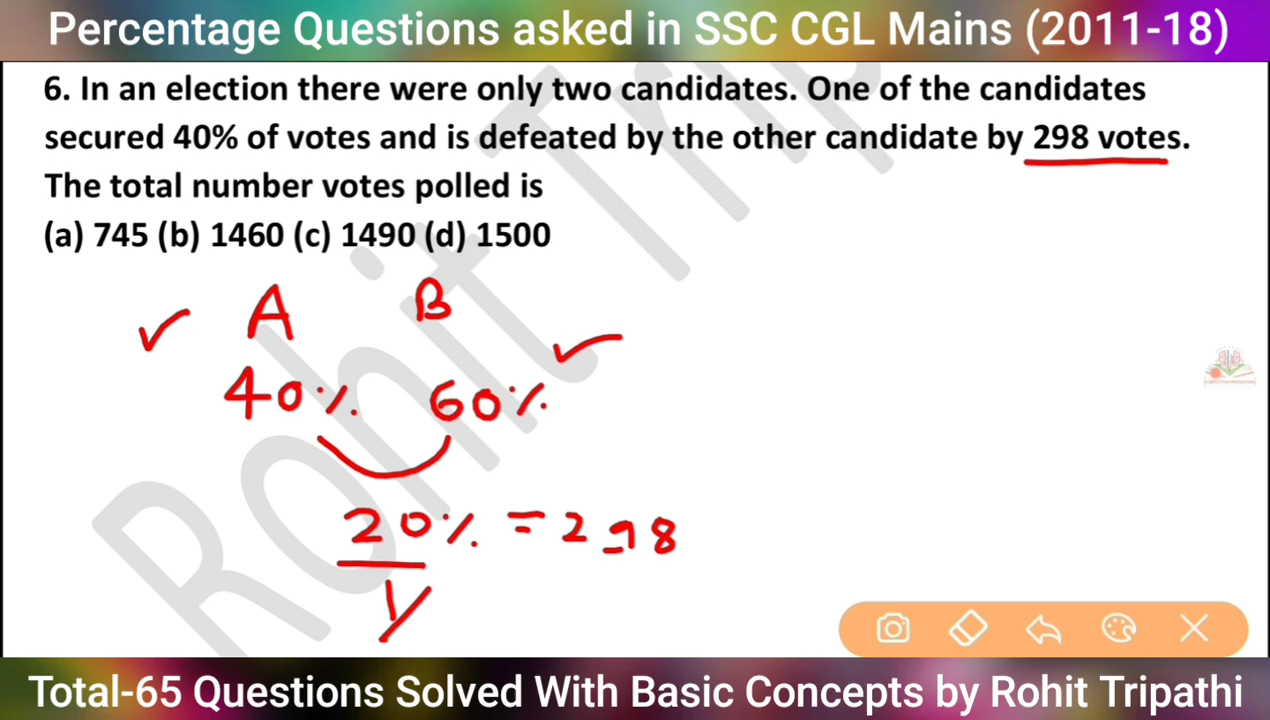 Percentage Questions asked in SSC CGL Mains (2011-18)
6. In an election there were only two candidates. One of the candidates
secured 40% of votes and is defeated by the other candidate by 298 votes.
The total number votes polled is
(a) 745 (b) 1460 (c) 1490 (d) 1500
A B
40% 60%
20% = 298
1
Total-65 Questions Solved With Basic Concepts by Rohit Tripathi
Rohit Trip